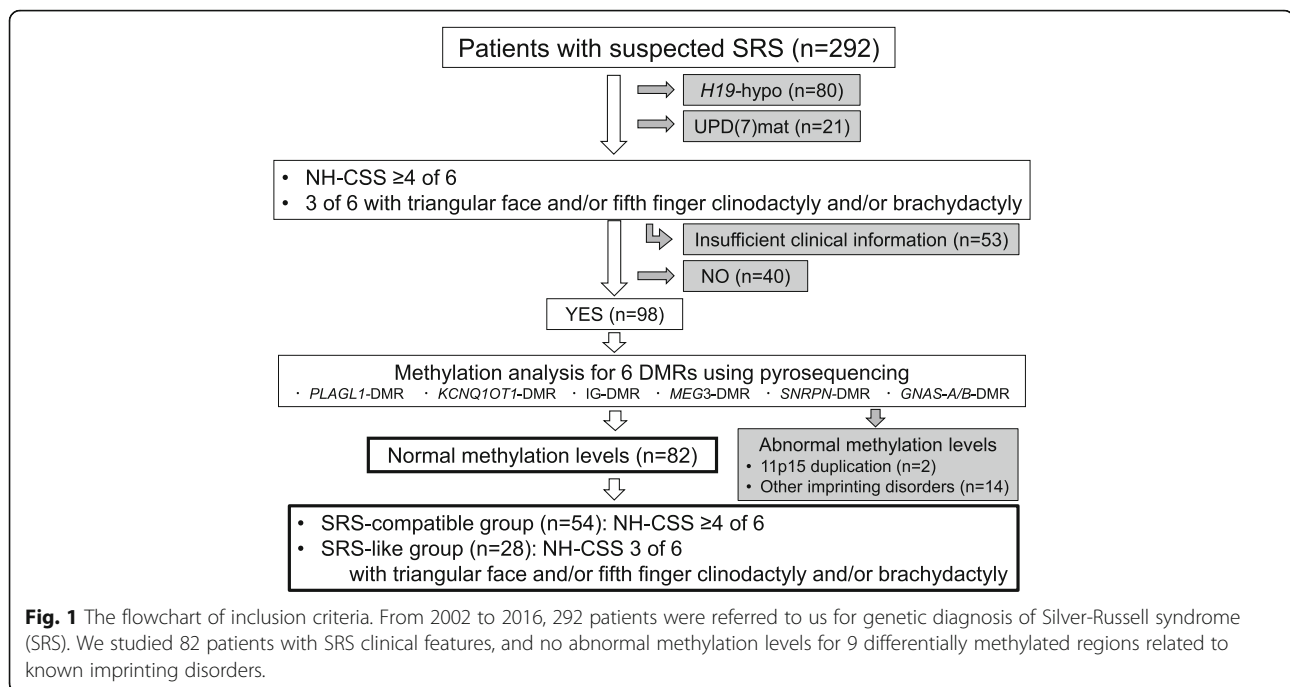 Patients with suspected SRS (n=292)
H19-hypo (n=80)
UPD(7)mat (n=21)
• NH-CSS ≥4 of 6
• 3 of 6 with triangular face and/or fifth finger clinodactyly and/or brachydactyly
Insufficient clinical information (n=53)
NO (n=40)
YES (n=98)
Methylation analysis for 6 DMRs using pyrosequencing
・ PLAGL1-DMR ・ KCNQ1OT1-DMR ・ IG-DMR ・ MEG3-DMR ・ SNRPN-DMR ・ GNAS-A/B-DMR
Normal methylation levels (n=82)
Abnormal methylation levels
• 11p15 duplication (n=2)
• Other imprinting disorders (n=14)
• SRS-compatible group (n=54): NH-CSS ≥4 of 6
• SRS-like group (n=28): NH-CSS 3 of 6
with triangular face and/or fifth finger clinodactyly and/or brachydactyly
Fig. 1 The flowchart of inclusion criteria. From 2002 to 2016, 292 patients were referred to us for genetic diagnosis of Silver-Russell syndrome
(SRS). We studied 82 patients with SRS clinical features, and no abnormal methylation levels for 9 differentially methylated regions related to
known imprinting disorders.